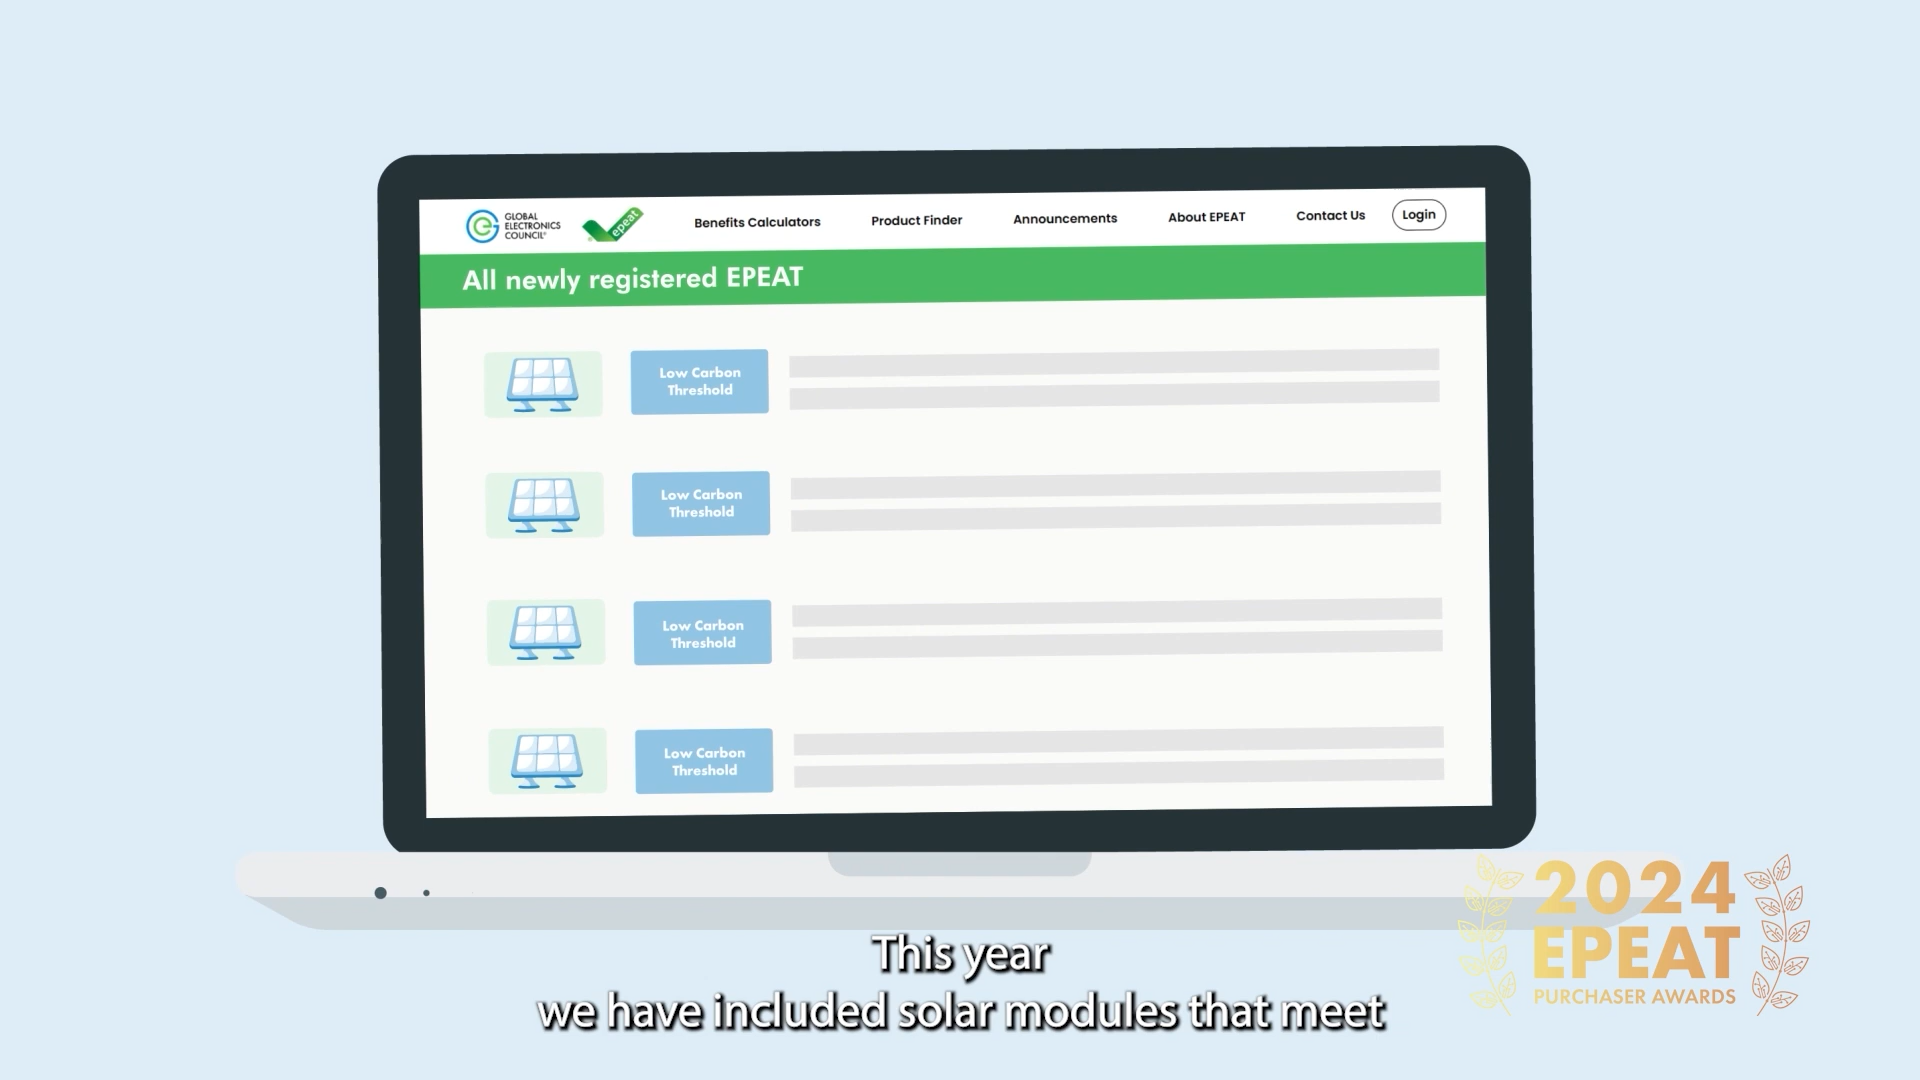 GLOBAL
ELECTRONICS
COUNCIL®
epeat
Benefits Calculators
Product Finder
Announcements
About EPEAT
Contact Us
Login
All newly registered EPEAT
Low Carbon
Threshold
Low Carbon
Threshold
Low Carbon
Threshold
Low Carbon
Threshold
2024
EPEAT
PURCHASER AWARDS
This year
we have included solar modules that meet